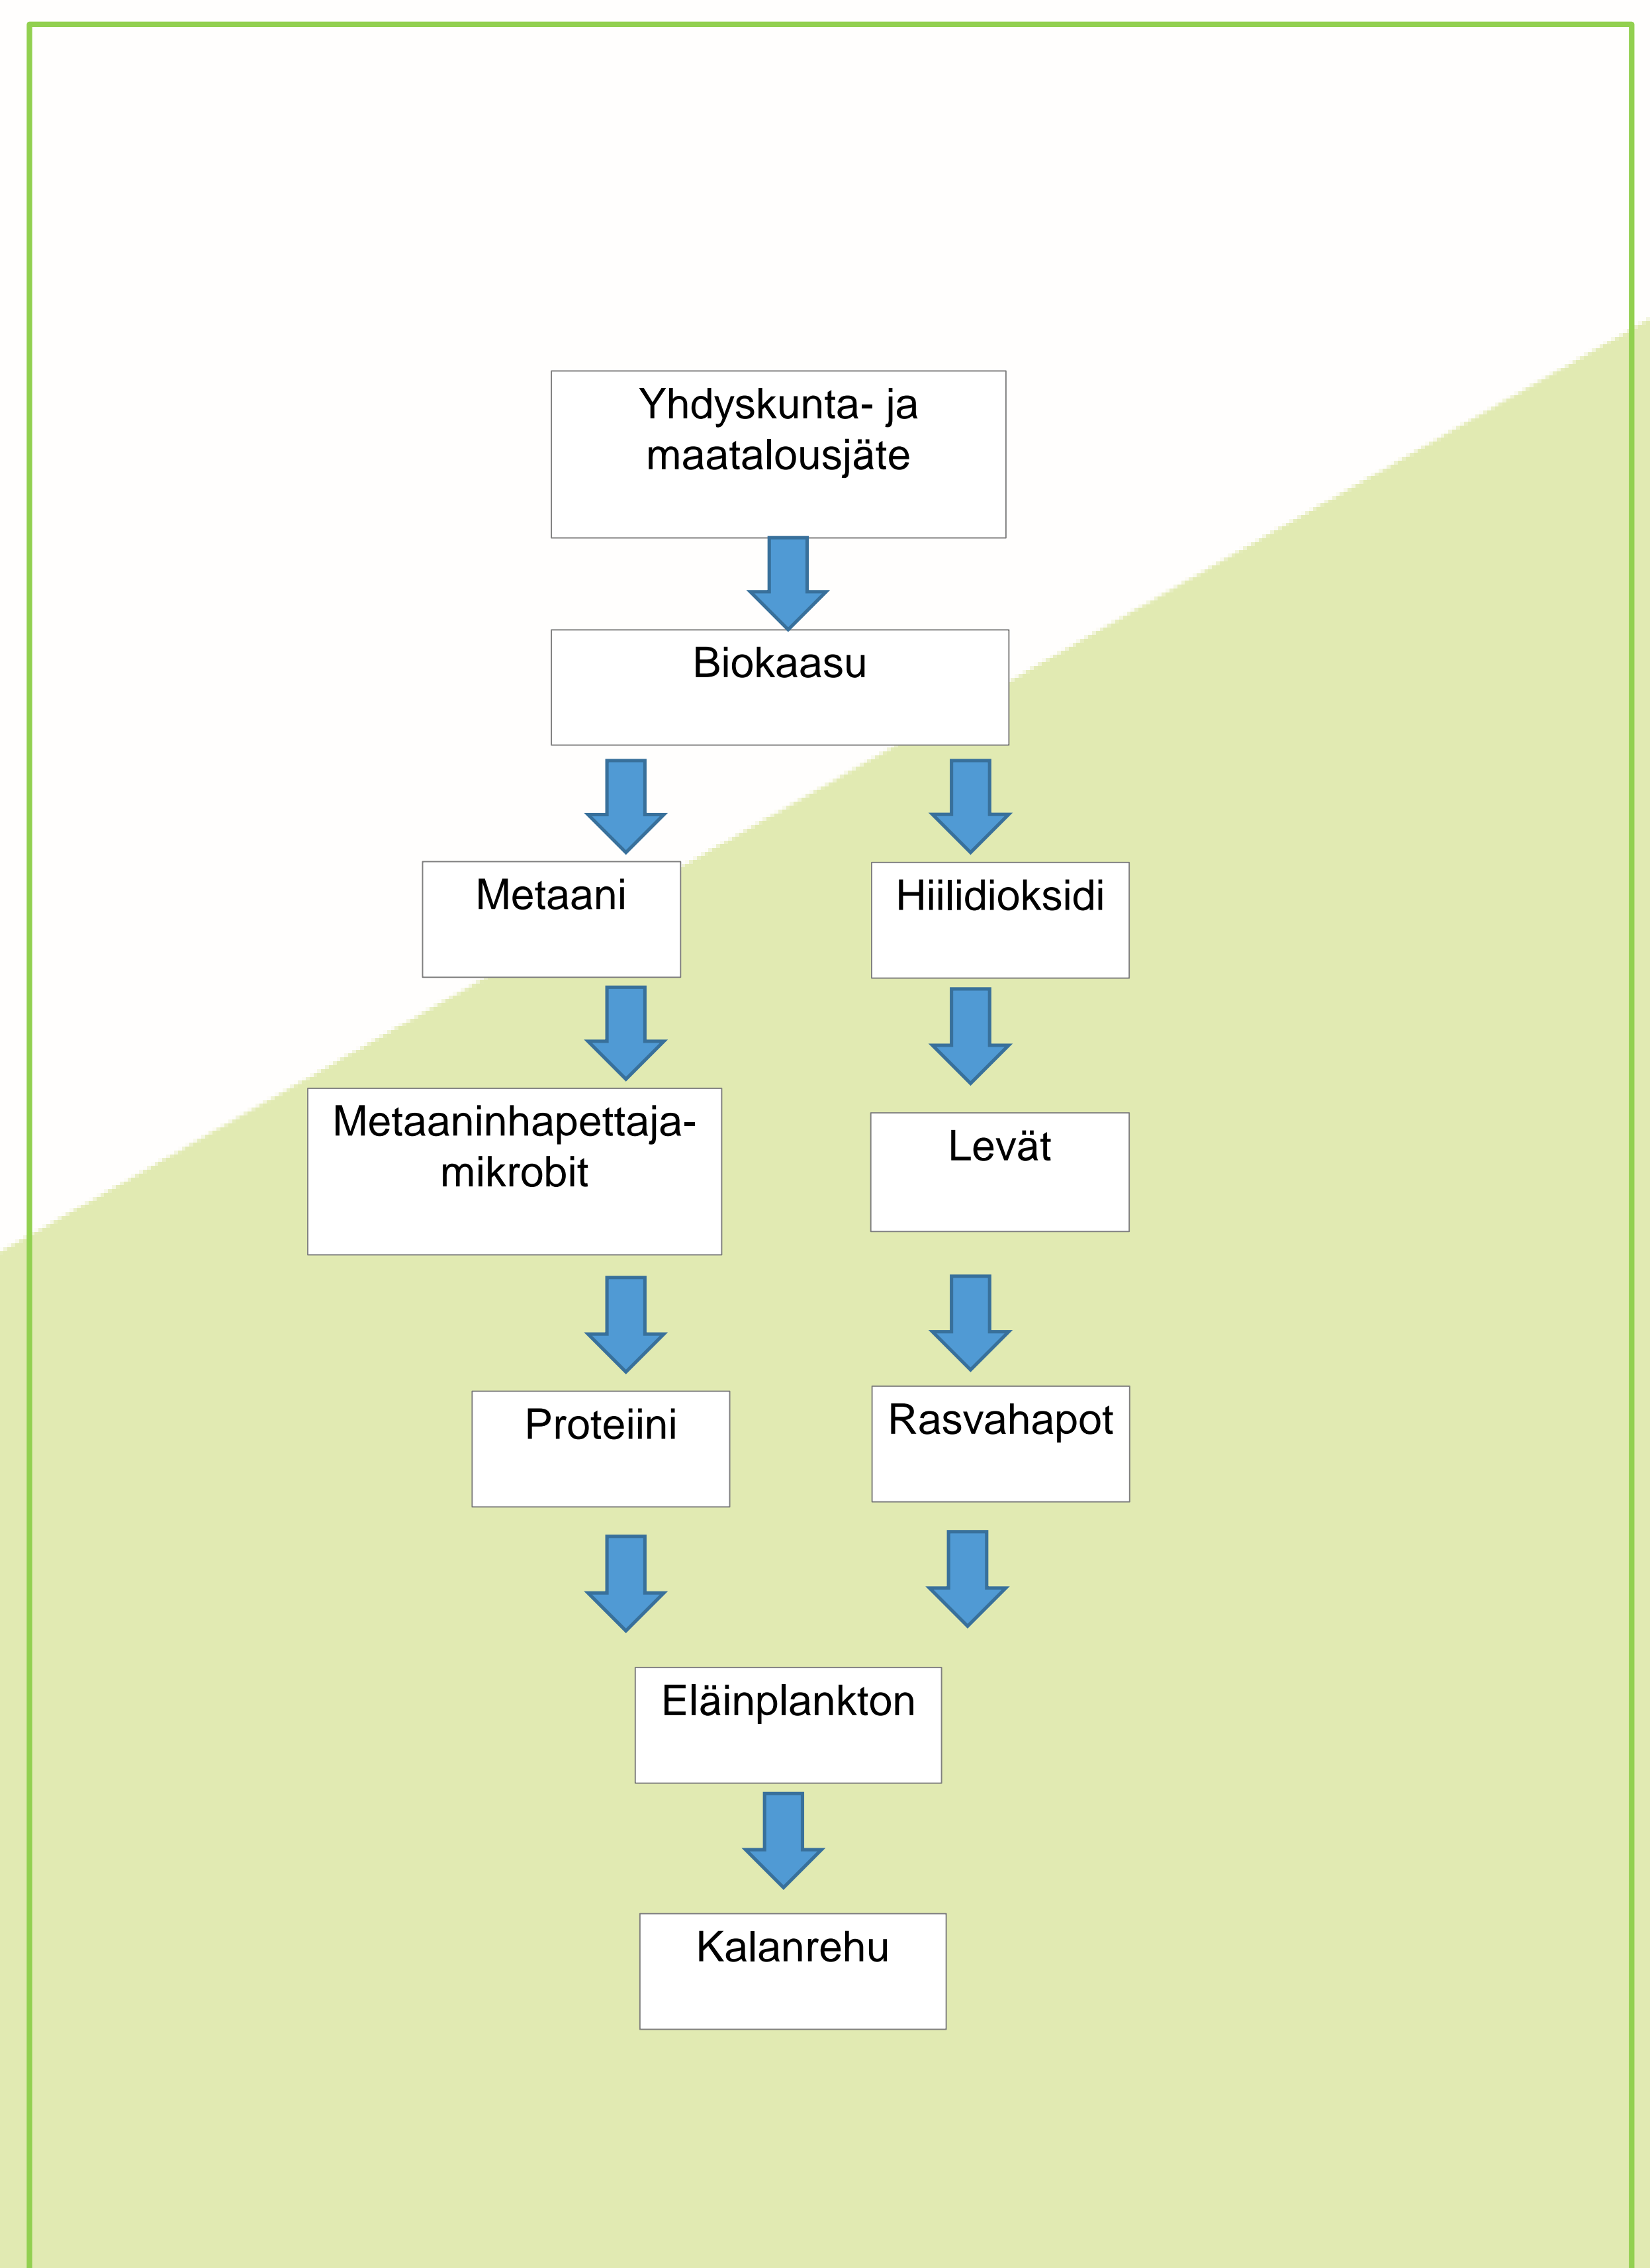 Yhdyskunta- ja
maatalousjäte
Biokaasu
Metaani
Hiilidioksidi
Metaaninhapettaja-
mikrobit
Levät
Proteiini
Rasvahapot
Eläinplankton
Kalanrehu